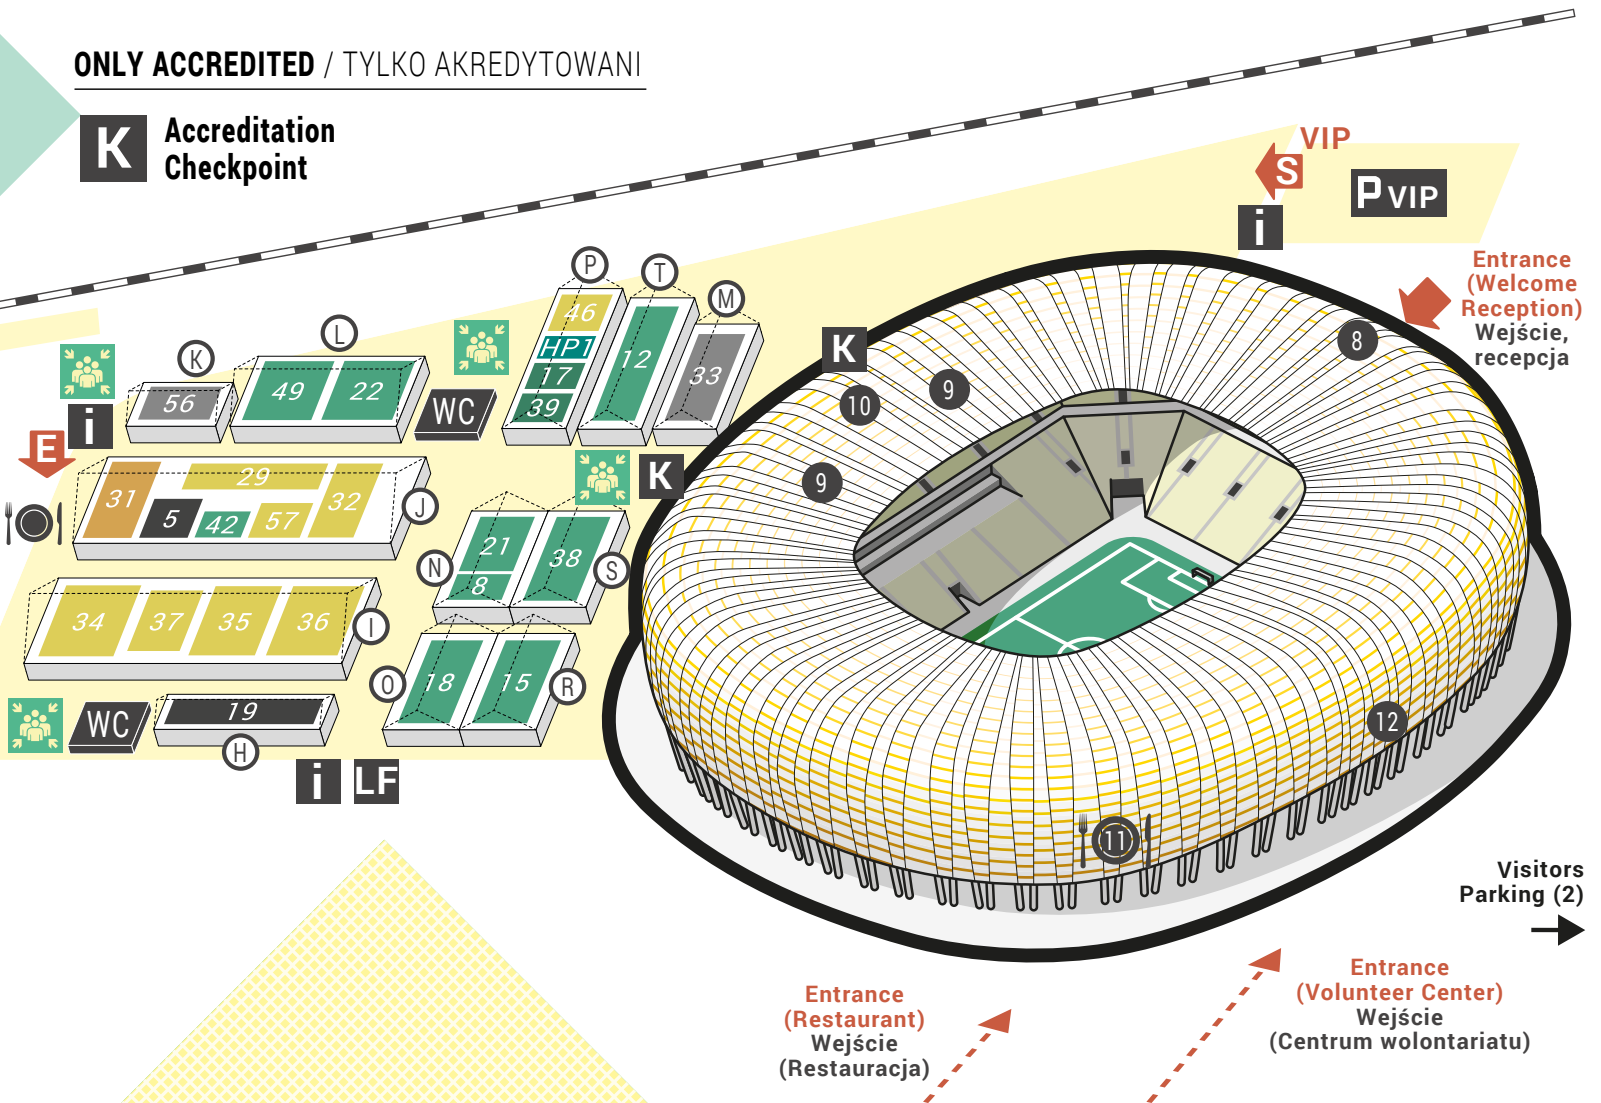 ONLY ACCREDITED / TYLKO AKREDYTOWANI
K
Accreditation
Checkpoint
VIP
S
P VIP
i
Entrance
(Welcome
Reception)
Wejście,
recepcja
P
T
M
46
HP1
17
39
12
33
K
L
56
49
22
WC
i
E
K
8
9
10
9
31
29
32
5
42
57
J
K
21
8
38
N
S
34
37
35
36
I
18
15
O
R
WC
19
H
i
LF
12
11
Visitors
Parking (2)
Entrance
(Restaurant)
Wejście
(Restauracja)
Entrance
(Volunteer Center)
Wejście
(Centrum wolontariatu)